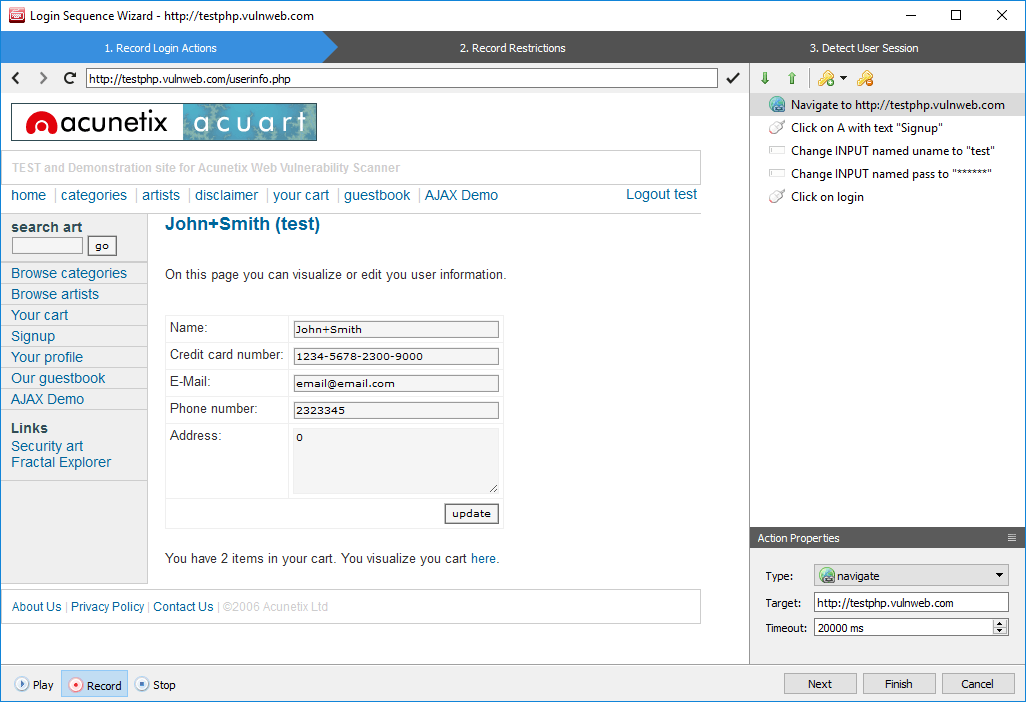 Login Sequence Wizard - http://testphp.vulnweb.com
1. Record Login Actions
2. Record Restrictions
3. Detect User Session
http://testphp.vulnweb.com/userinfo.php
acunetix acuart
TEST and Demonstration site for Acunetix Web Vulnerability Scanner
home | categories | artists | disclaimer | your cart | guestbook | AJAX Demo
Logout test
search art
go
Browse categories
Browse artists
Your cart
Signup
Your profile
Our guestbook
AJAX Demo
Links
Security art
Fractal Explorer
John+Smith (test)
On this page you can visualize or edit you user information.
Name: John+Smith
Credit card number: 1234-5678-2300-9000
E-Mail: email@email.com
Phone number: 2323345
Address: 0
update
You have 2 items in your cart. You visualize you cart here.
About Us | Privacy Policy | Contact Us | ©2006 Acunetix Ltd
Navigate to http://testphp.vulnweb.com
Click on A with text "Signup"
Change INPUT named uname to "test"
Change INPUT named pass to "******"
Click on login
Action Properties
Type: navigate
Target: http://testphp.vulnweb.com
Timeout: 20000 ms
Play
Record
Stop
Next
Finish
Cancel